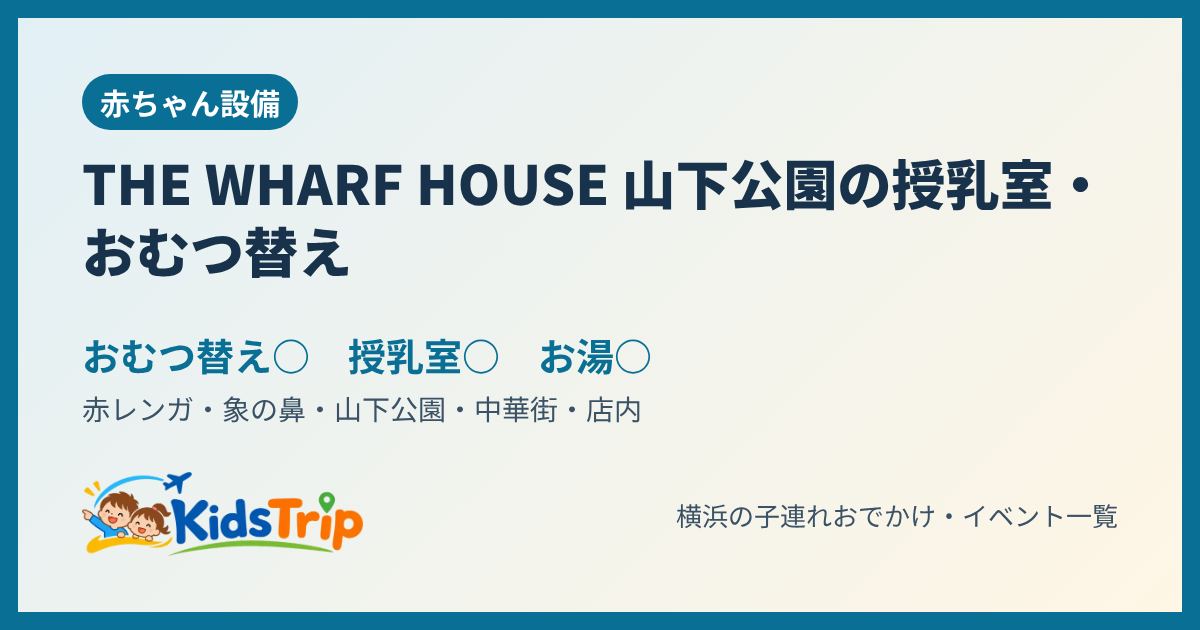 赤ちゃん設備
THE WHARF HOUSE 山下公園の授乳室・
おむつ替え
おむつ替え○　授乳室○　お湯○
赤レンガ・象の鼻・山下公園・中華街・店内
KidsTrip
横浜の子連れおでかけ・イベント一覧